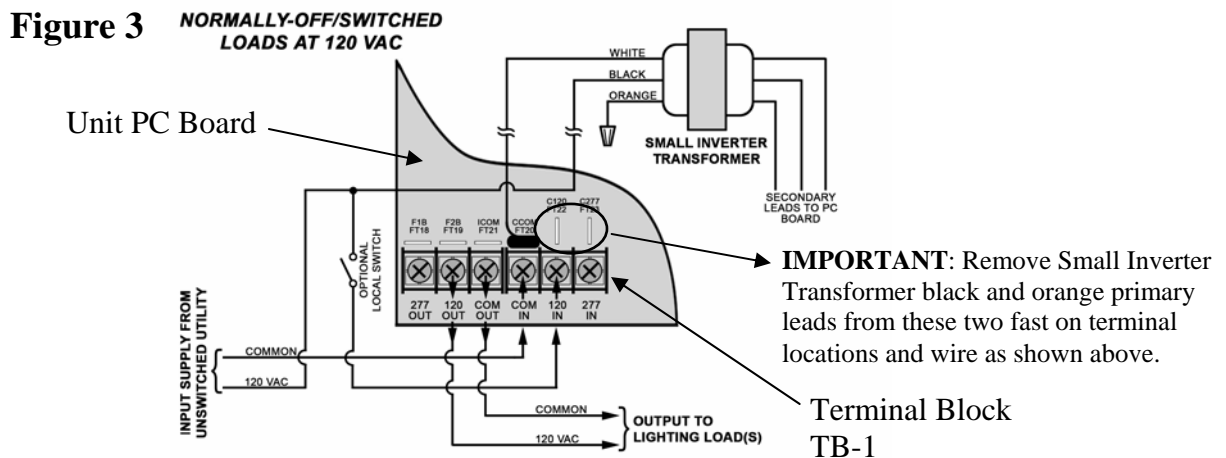 Figure 3
NORMALLY-OFF/SWITCHED
LOADS AT 120 VAC
WHITE
BLACK
ORANGE
SMALL INVERTER
TRANSFORMER
SECONDARY
LEADS TO PC
BOARD
Unit PC Board
F1B
FT18
F2B
FT19
ICOM
FT21
CCOM
FT20
C120
FT22
C277
FT23
OPTIONAL
LOCAL SWITCH
277
OUT
120
OUT
COM
OUT
COM
IN
120
IN
277
IN
IMPORTANT: Remove Small Inverter
Transformer black and orange primary
leads from these two fast on terminal
locations and wire as shown above.
INPUT SUPPLY FROM
UNSWITCHED UTILITY
COMMON
120 VAC
COMMON
120 VAC
OUTPUT TO
LIGHTING LOAD(S)
Terminal Block
TB-1